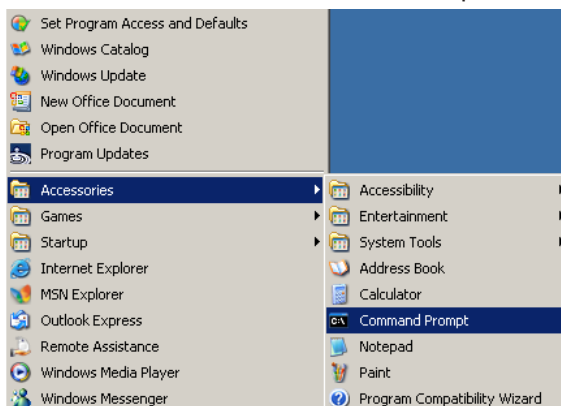 Set Program Access and Defaults
Windows Catalog
Windows Update
New Office Document
Open Office Document
Program Updates
Accessories
Games
Startup
Internet Explorer
MSN Explorer
Outlook Express
Remote Assistance
Windows Media Player
Windows Messenger
Accessibility
Entertainment
System Tools
Address Book
Calculator
C:\
Command Prompt
Notepad
Paint
Program Compatibility Wizard